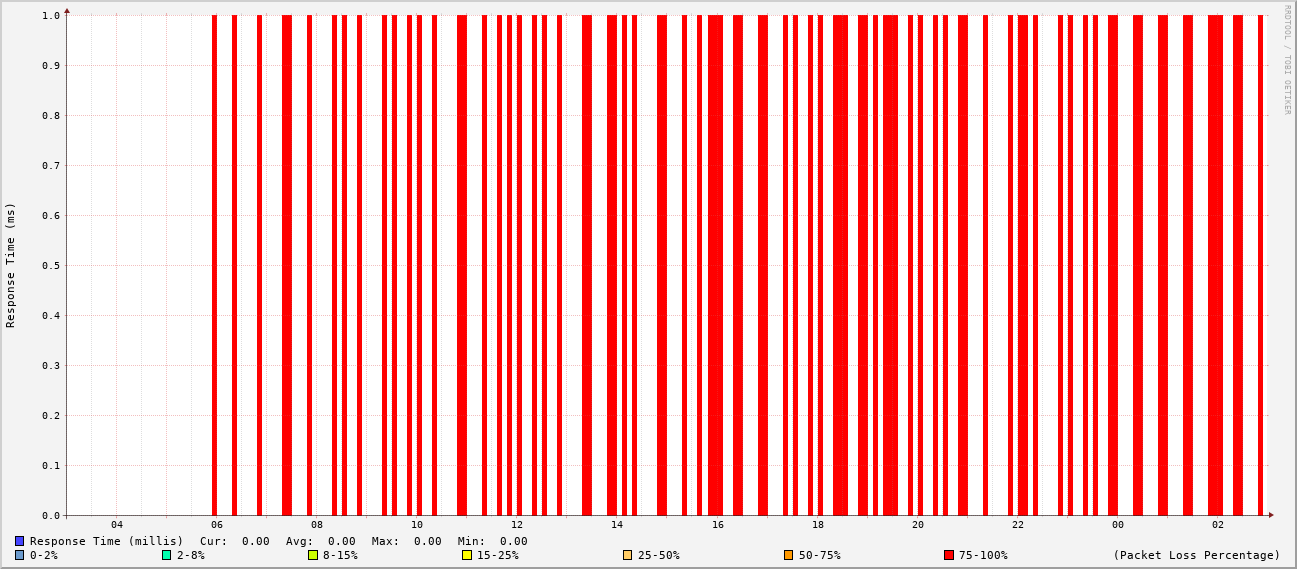 RRDTOOL / TOBI OETIKER
1.0
0.9
0.8
0.7
0.6
0.5
0.4
0.3
0.2
0.1
0.0
Response Time (ms)
04 06 08 10 12 14 16 18 20 22 00 02
Response Time (millis) Cur: 0.00 Avg: 0.00 Max: 0.00 Min: 0.00
0-2% 2-8% 8-15% 15-25% 25-50% 50-75% 75-100% (Packet Loss Percentage)